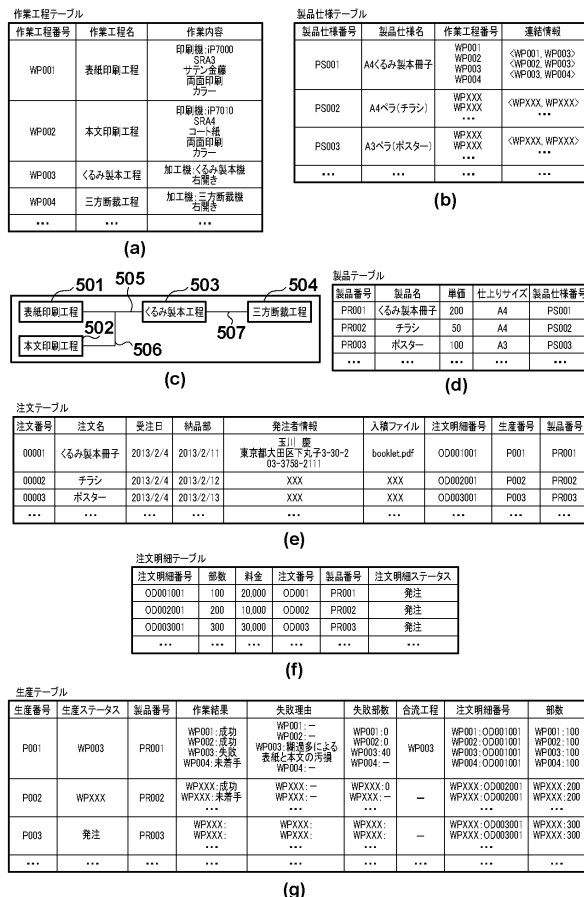 作業工程テーブル
作業工程番号 作業工程名 作業内容
WP001 表紙印刷工程 印刷機:iP7000
SRA3
サテン金藤
両面印刷
カラー
WP002 本文印刷工程 印刷機:iP7010
SRA4
コート紙
両面印刷
カラー
WP003 くるみ製本工程 加工機:くるみ製本機
右開き
WP004 三方断裁工程 加工機:三方断裁機
右開き
... ... ...
(a)
製品仕様テーブル
製品仕様番号 製品仕様名 作業工程番号 連結情報
PS001 A4くるみ製本冊子
WP001
WP002
WP003
WP004
<WP001, WP003>
<WP002, WP003>
<WP003, WP004>
PS002 A4ペラ(チラシ)
WPXXX
WPXXX
...
<WPXXX, WPXXX>
...
PS003 A3ペラ(ポスター)
WPXXX
WPXXX
...
<WPXXX, WPXXX>
...
... ... ... ...
(b)
501 505 503 504
表紙印刷工程 くるみ製本工程 三方断裁工程
502 507
本文印刷工程 506
(c)
製品テーブル
製品番号 製品名 単価 仕上りサイズ 製品仕様番号
PR001 くるみ製本冊子 200 A4 PS001
PR002 チラシ 50 A4 PS002
PR003 ポスター 100 A3 PS003
... ... ... ... ...
(d)
注文テーブル
注文番号 注文名 受注日 納品部 発注者情報 入稿ファイル 注文明細番号 生産番号 製品番号
00001 くるみ製本冊子 2013/2/4 2013/2/11
玉川 慶
東京都大田区下丸子3-30-2
03-3758-2111
booklet.pdf OD001001 P001 PR001
00002 チラシ 2013/2/4 2013/2/12 XXX XXX OD002001 P002 PR002
00003 ポスター 2013/2/4 2013/2/13 XXX XXX OD003001 P003 PR003
... ... ... ... ... ... ... ... ...
(e)
注文明細テーブル
注文明細番号 部数 料金 注文番号 製品番号 注文明細ステータス
OD001001 100 20,000 OD001 PR001 発注
OD002001 200 10,000 OD002 PR002 発注
OD003001 300 30,000 OD003 PR003 発注
... ... ... ... ... ...
(f)
生産テーブル
生産番号 生産ステータス 製品番号 作業結果 失敗理由 失敗部数 合流工程 注文明細番号 部数
P001 WP003 PR001
WP001:成功
WP002:成功
WP003:失敗
WP004:未着手
WP001:−
WP002:−
WP003:糊過多による
表紙と本文の汚損
WP004:−
WP001:0
WP002:0
WP003:40
WP004:−
WP003
WP001:OD001001
WP002:OD001001
WP003:OD001001
WP004:OD001001
WP001:100
WP002:100
WP003:100
WP004:100
P002 WPXXX PR002
WPXXX:成功
WPXXX:未着手
...
WPXXX:−
WPXXX:−
...
WPXXX:0
WPXXX:−
...
−
WPXXX:OD002001
WPXXX:OD002001
...
WPXXX:200
WPXXX:200
...
P003 発注 PR003
WPXXX:
WPXXX:
...
WPXXX:
WPXXX:
...
WPXXX:
WPXXX:
...
−
WPXXX:OD003001
WPXXX:OD003001
...
WPXXX:300
WPXXX:300
...
... ... ... ... ... ... ... ... ...
(g)